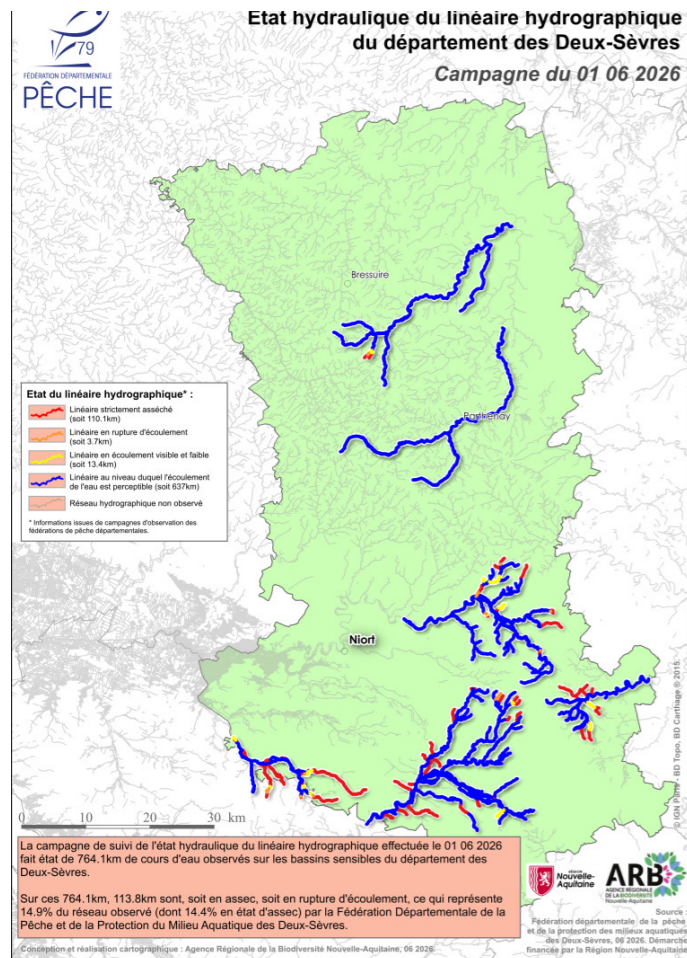 Etat hydraulique du linéaire hydrographique
du département des Deux-Sèvres
Campagne du 01 06 2026
79
FÉDÉRATION DÉPARTEMENTALE
PÊCHE
Bressuire
Parthenay
Niort
Etat du linéaire hydrographique* :
Linéaire strictement asséché
(soit 110.1km)
Linéaire en rupture d'écoulement
(soit 3.7km)
Linéaire en écoulement visible et faible
(soit 13.4km)
Linéaire au niveau duquel l'écoulement
de l'eau est perceptible (soit 637km)
Réseau hydrographique non observé
* Informations issues de campagnes d'observation des
fédérations de pêche départementales.
0 10 20 30 km
© IGN Paris - BD Topo, BD Carthage © 2015.
La campagne de suivi de l'état hydraulique du linéaire hydrographique effectuée le 01 06 2026
fait état de 764.1km de cours d'eau observés sur les bassins sensibles du département des
Deux-Sèvres.
Sur ces 764.1km, 113.8km sont, soit en assec, soit en rupture d'écoulement, ce qui représente
14.9% du réseau observé (dont 14.4% en état d'assec) par la Fédération Départementale de la
Pêche et de la Protection du Milieu Aquatique des Deux-Sèvres.
RÉGION
Nouvelle-
Aquitaine
ARB
AGENCE RÉGIONALE
DE LA BIODIVERSITÉ
Nouvelle-Aquitaine
Source :
Fédération départementale de la pêche
et de la protection des milieux aquatiques
des Deux-Sèvres, 06 2026. Démarche
financée par la Région Nouvelle-Aquitaine
Conception et réalisation cartographique : Agence Régionale de la Biodiversité Nouvelle-Aquitaine, 06 2026.